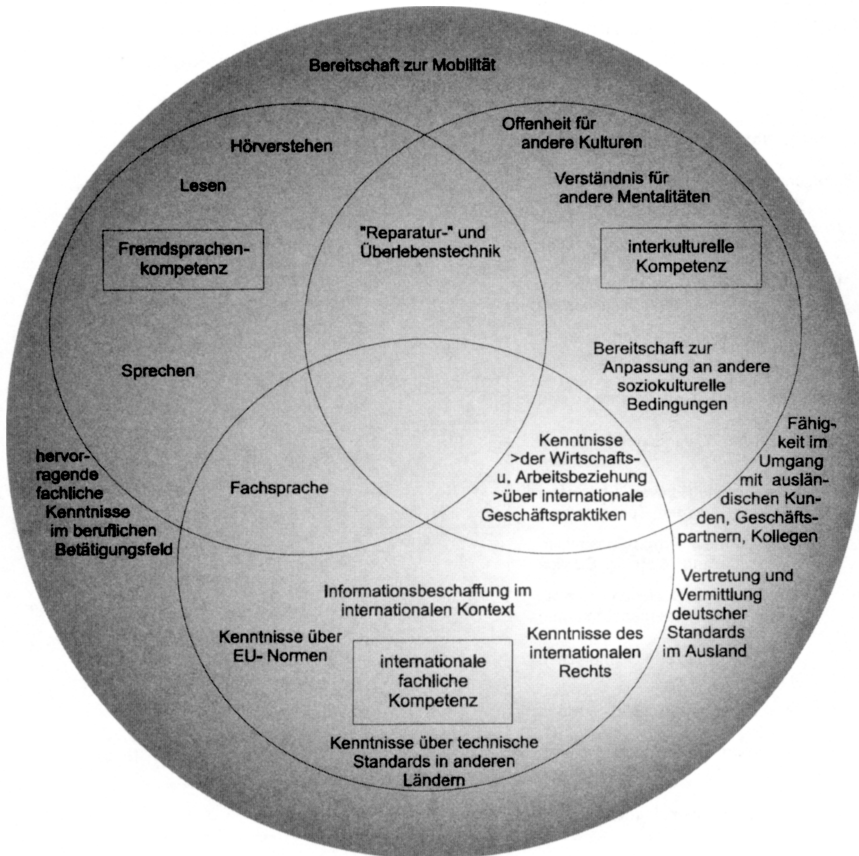 Bereitschaft zur Mobilität
Hörverstehen
Lesen
Fremdsprachen-
kompetenz
Sprechen
"Reparatur-" und
Überlebenstechnik
Offenheit für
andere Kulturen
Verständnis für
andere Mentalitäten
interkulturelle
Kompetenz
Bereitschaft zur
Anpassung an andere
soziokulturelle
Bedingungen
hervor-
ragende
fachliche
Kenntnisse
im beruflichen
Betätigungsfeld
Fachsprache
Kenntnisse
>der Wirtschafts-
u. Arbeitsbeziehung
>über internationale
Geschäftspraktiken
Fähig-
keit im
Umgang
mit auslän-
dischen Kun-
den, Geschäfts-
partnern, Kollegen
Vertretung und
Vermittlung
deutscher
Standards
im Ausland
Informationsbeschaffung im
internationalen Kontext
Kenntnisse über
EU- Normen
internationale
fachliche
Kompetenz
Kenntnisse des
internationalen
Rechts
Kenntnisse über technische
Standards in anderen
Ländern